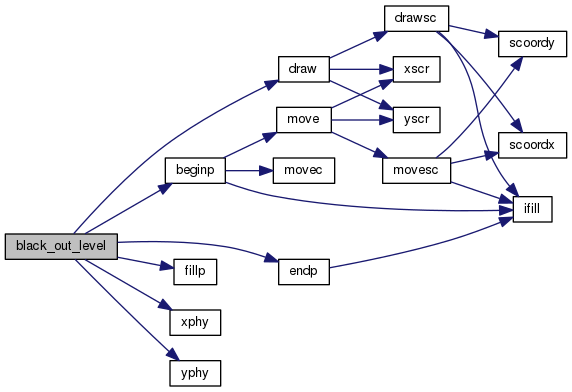 drawsc
scoordy
draw
xscr
move
yscr
scoordx
beginp
movec
movesc
ifill
black_out_level
fillp
endp
xphy
yphy